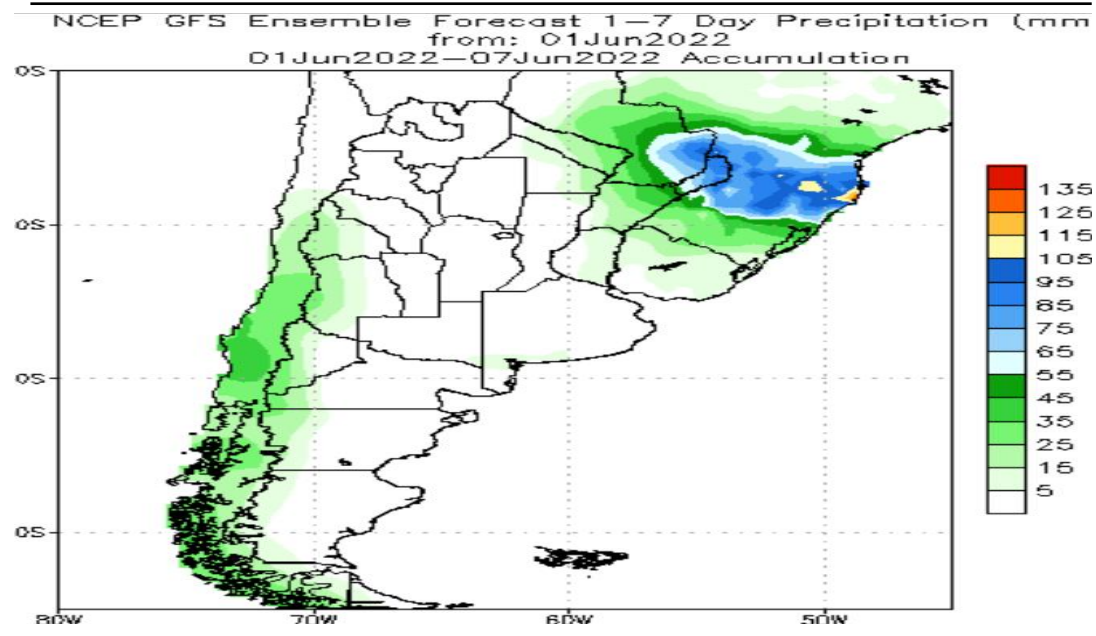 NCEP GFS Ensemble Forecast 1-7 Day Precipitation (mm
from: 01Jun2022
01Jun2022-07Jun2022 Accumulation
0S
0S
0S
0S
80W
70W
60W
50W
135
125
115
105
95
85
75
65
55
45
35
25
15
5